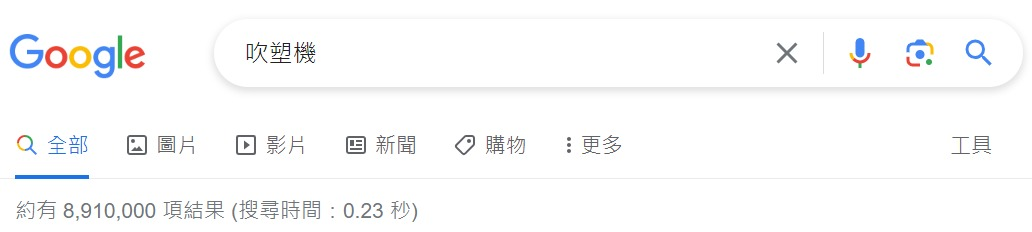 Google 吹塑機
全部 圖片 影片 新聞 購物 更多 工具
約有 8,910,000 項結果 (搜尋時間：0.23 秒)